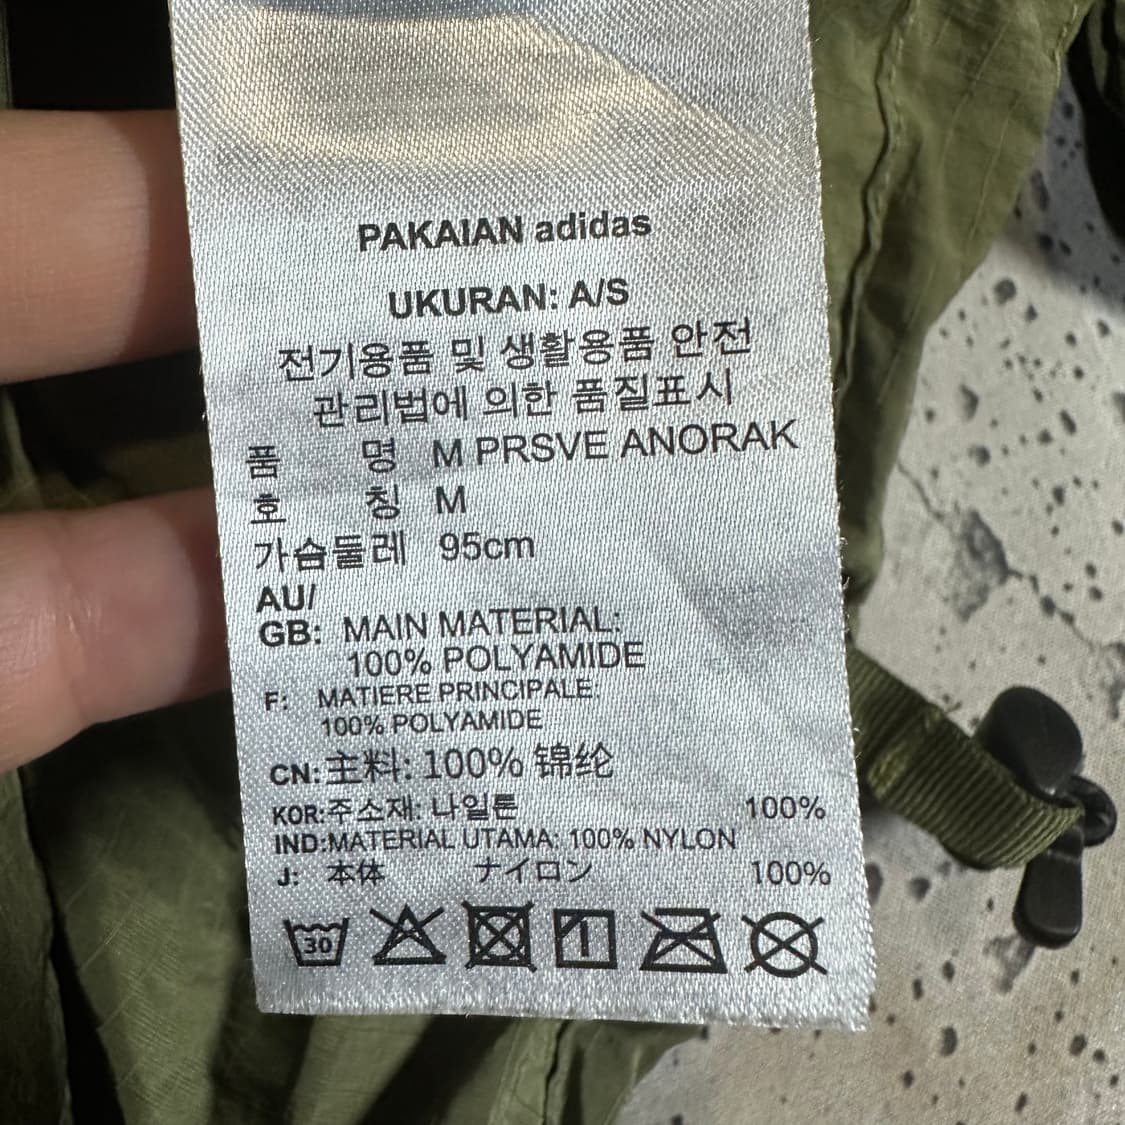 PAKAIAN adidas
UKURAN: A/S
전기용품 및 생활용품 안전
관리법에 의한 품질표시
품 명 M PRSVE ANORAK
호 칭 M
가슴둘레 95cm
AU/
GB: MAIN MATERIAL:
100% POLYAMIDE
F: MATIERE PRINCIPALE
100% POLYAMIDE
CN: 主料: 100% 锦纶
KOR: 주소재: 나일론 100%
IND:MATERIAL UTAMA: 100% NYLON
J: 本体 ナイロン 100%
30